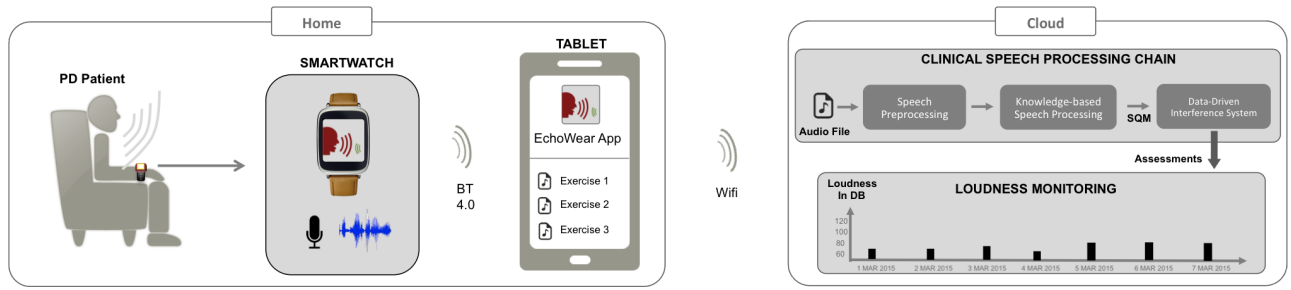 Home
PD Patient
SMARTWATCH
BT
4.0
TABLET
EchoWear App
Exercise 1
Exercise 2
Exercise 3
Wifi
Cloud
CLINICAL SPEECH PROCESSING CHAIN
Audio File
Speech
Preprocessing
Knowledge-based
Speech Processing
SQM
Data-Driven
Interference System
Assessments
LOUDNESS MONITORING
Loudness
In DB
120
100
80
60
1 MAR 2015
2 MAR 2015
3 MAR 2015
4 MAR 2015
5 MAR 2015
6 MAR 2015
7 MAR 2015